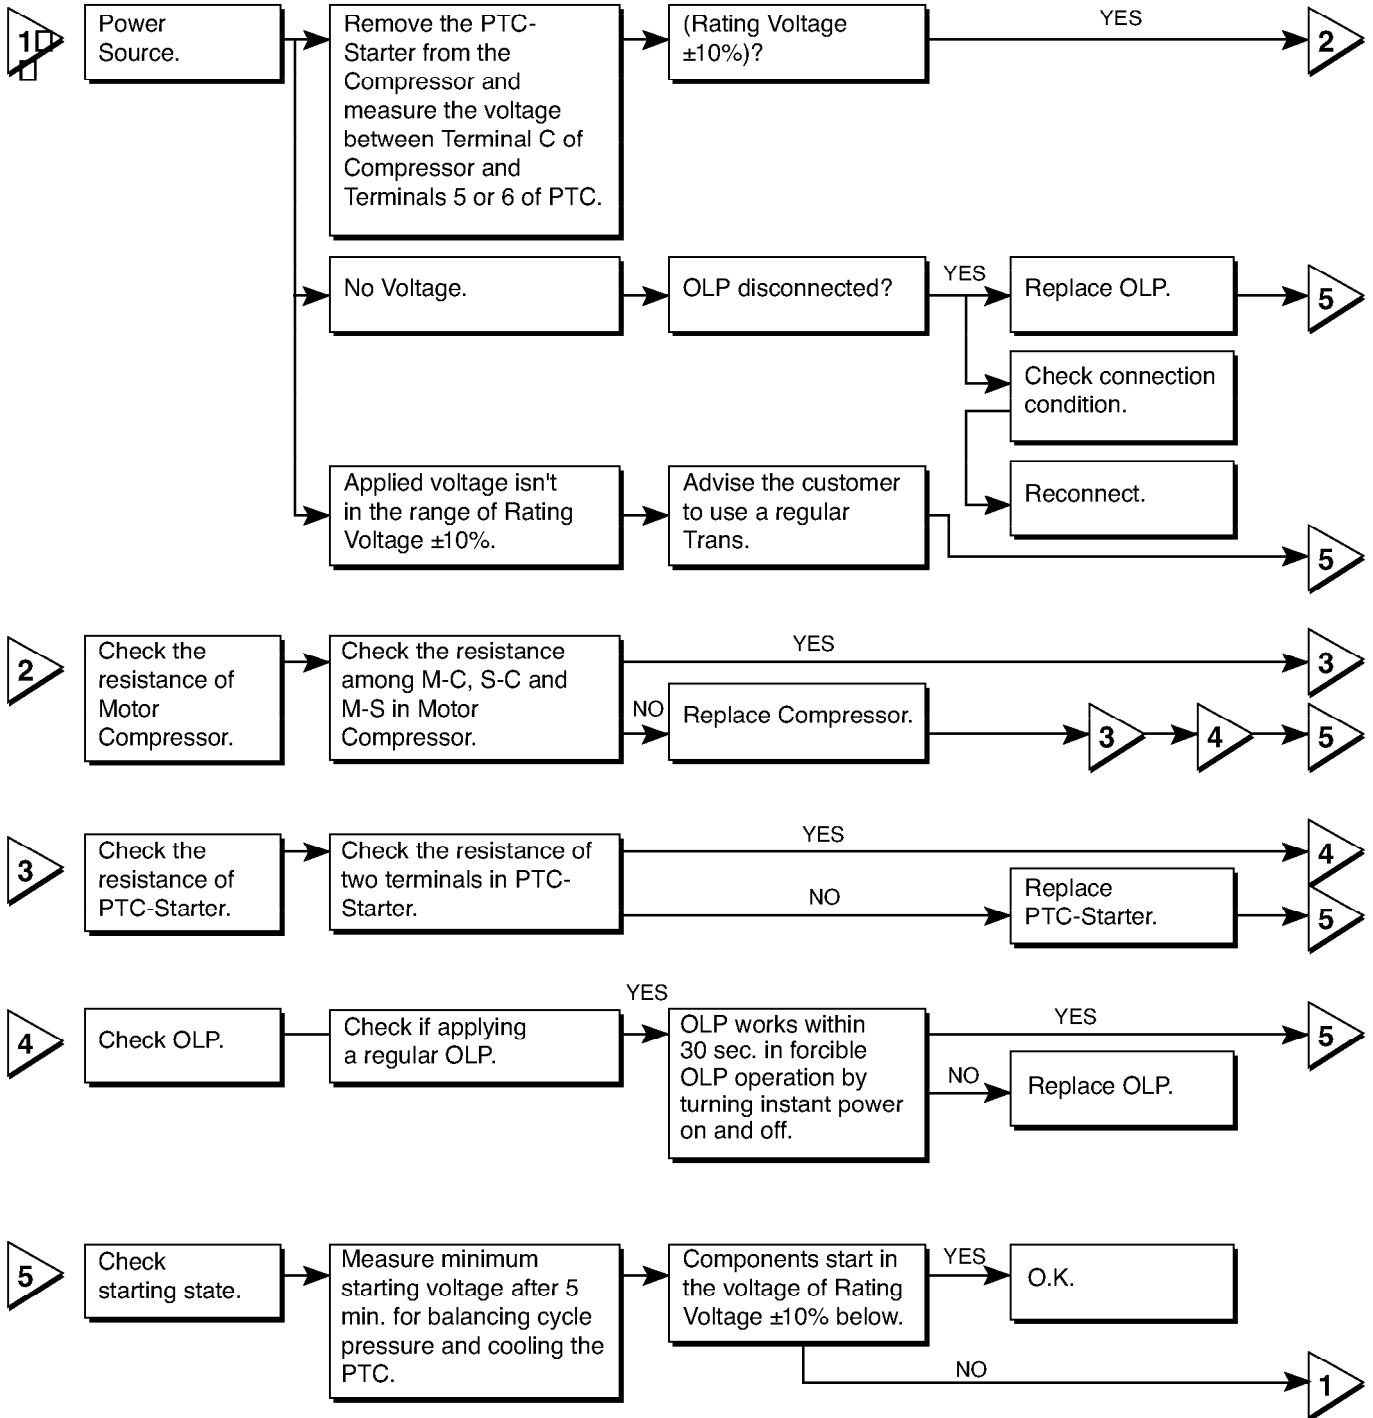 1
Power
Source.
Remove the PTC-
Starter from the
Compressor and
measure the voltage
between Terminal C of
Compressor and
Terminals 5 or 6 of PTC.
(Rating Voltage
±10%)?
YES
2
No Voltage.
OLP disconnected?
YES
Replace OLP.
5
Check connection
condition.
Reconnect.
Applied voltage isn't
in the range of Rating
Voltage ±10%.
Advise the customer
to use a regular
Trans.
5
2
Check the
resistance of
Motor
Compressor.
Check the resistance
among M-C, S-C and
M-S in Motor
Compressor.
YES
3
NO
Replace Compressor.
3
4
5
3
Check the
resistance of
PTC-Starter.
Check the resistance of
two terminals in PTC-
Starter.
YES
4
NO
Replace
PTC-Starter.
5
4
Check OLP.
Check if applying
a regular OLP.
YES
OLP works within
30 sec. in forcible
OLP operation by
turning instant power
on and off.
YES
5
NO
Replace OLP.
5
Check
starting state.
Measure minimum
starting voltage after 5
min. for balancing cycle
pressure and cooling the
PTC.
Components start in
the voltage of Rating
Voltage ±10% below.
YES
O.K.
NO
1